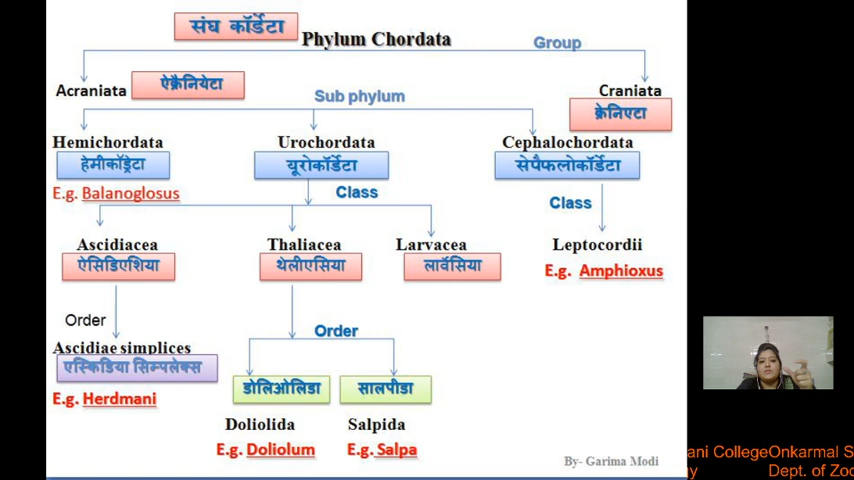 संघ कॉर्डेटा
Phylum Chordata
Group
Acraniata
ऐक्रैनियेटा
Sub phylum
Craniata
क्रेनिएटा
Hemichordata
Urochordata
Cephalochordata
हेमीकॉर्ड्रेटा
यूरोकॉर्डेटा
सेफैलोकॉर्डेटा
E.g. Balanoglosus
Class
Class
Ascidiacea
Thaliacea
Larvacea
Leptocordii
ऐसिडिएशिया
थेलीएसिया
लार्वेसिया
E.g. Amphioxus
Order
Order
Ascidiae simplices
एस्किडिया सिम्पलेक्स
डोलिओलिडा
सालपीडा
E.g. Herdmani
Doliolida
Salpida
E.g. Doliolum
E.g. Salpa
By- Garima Modi
ani CollegeOnkarmal S
gy
Dept. of Zoo